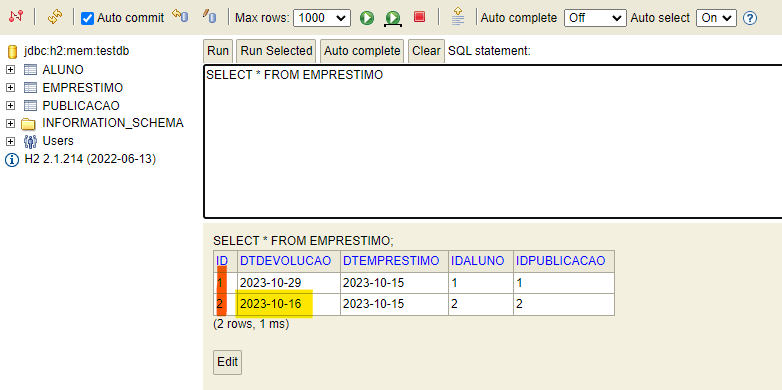 Auto commit Max rows: 1000 Auto complete Off Auto select On
jdbc:h2:mem:testdb
ALUNO
EMPRESTIMO
PUBLICACAO
INFORMATION_SCHEMA
Users
H2 2.1.214 (2022-06-13)
Run Run Selected Auto complete Clear SQL statement:
SELECT * FROM EMPRESTIMO
SELECT * FROM EMPRESTIMO;
ID DTDEVOLUCAO DTEMPRESTIMO IDALUNO IDPUBLICACAO
1 2023-10-29 2023-10-15 1 1
2 2023-10-16 2023-10-15 2 2
(2 rows, 1 ms)
Edit